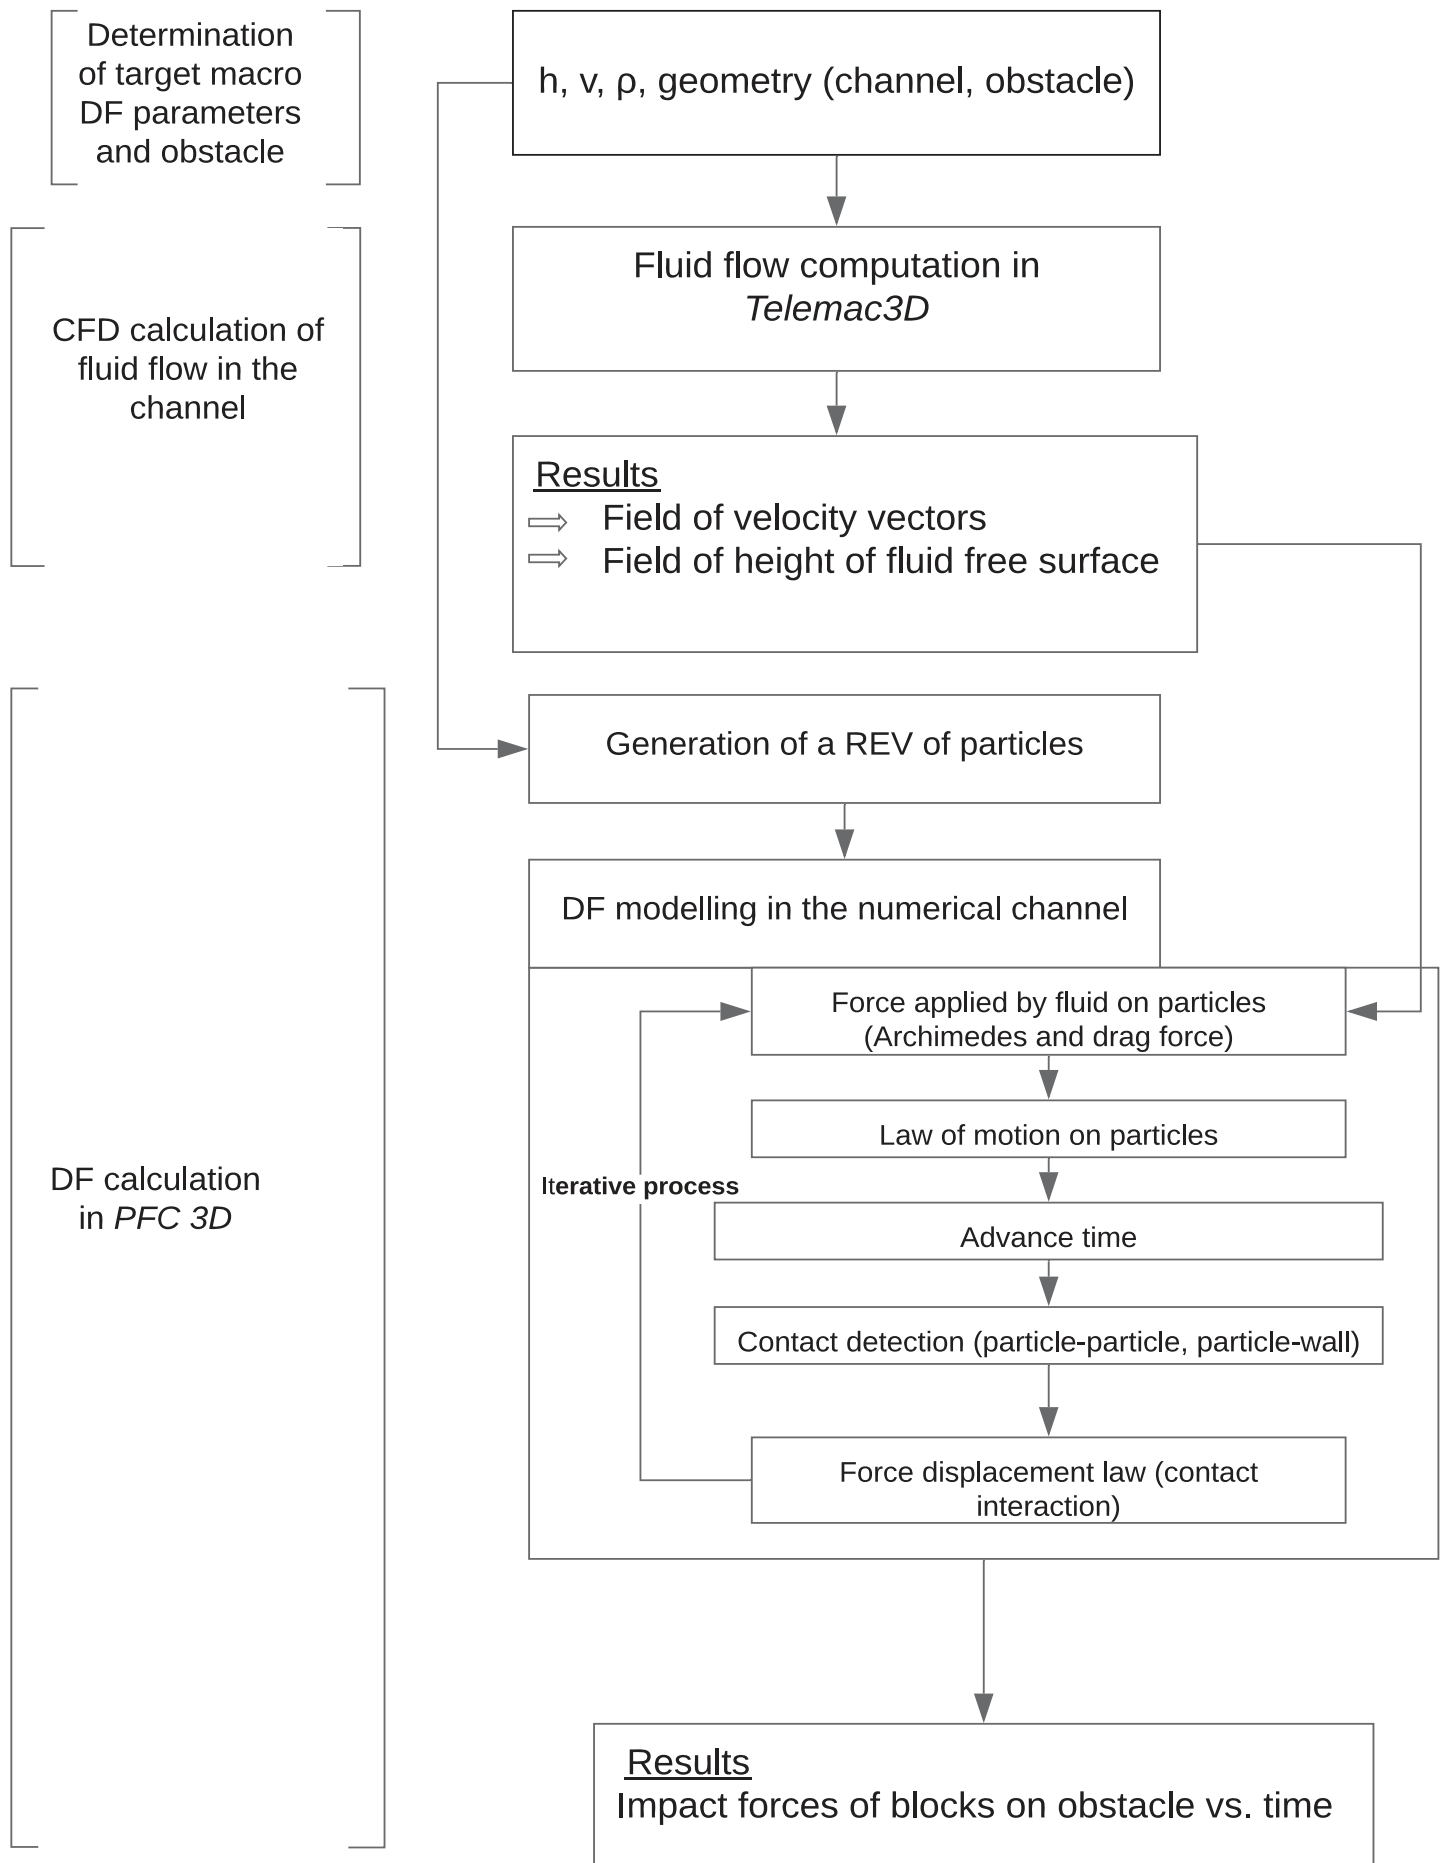 Determination
of target macro
DF parameters
and obstacle
h, v, ρ, geometry (channel, obstacle)
CFD calculation of
fluid flow in the
channel
Fluid flow computation in
Telemac3D
Results
⇨ Field of velocity vectors
⇨ Field of height of fluid free surface
DF calculation
in PFC 3D
Generation of a REV of particles
DF modelling in the numerical channel
Force applied by fluid on particles
(Archimedes and drag force)
Law of motion on particles
Iterative process
Advance time
Contact detection (particle-particle, particle-wall)
Force displacement law (contact
interaction)
Results
Impact forces of blocks on obstacle vs. time